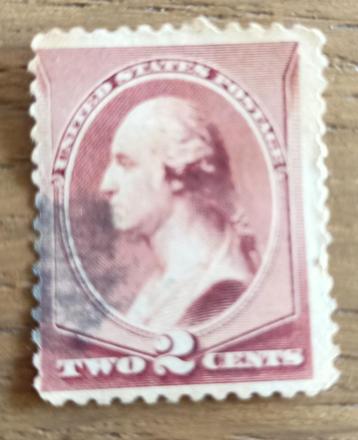 UNITED STATES POSTAGE
TWO 2 CENTS